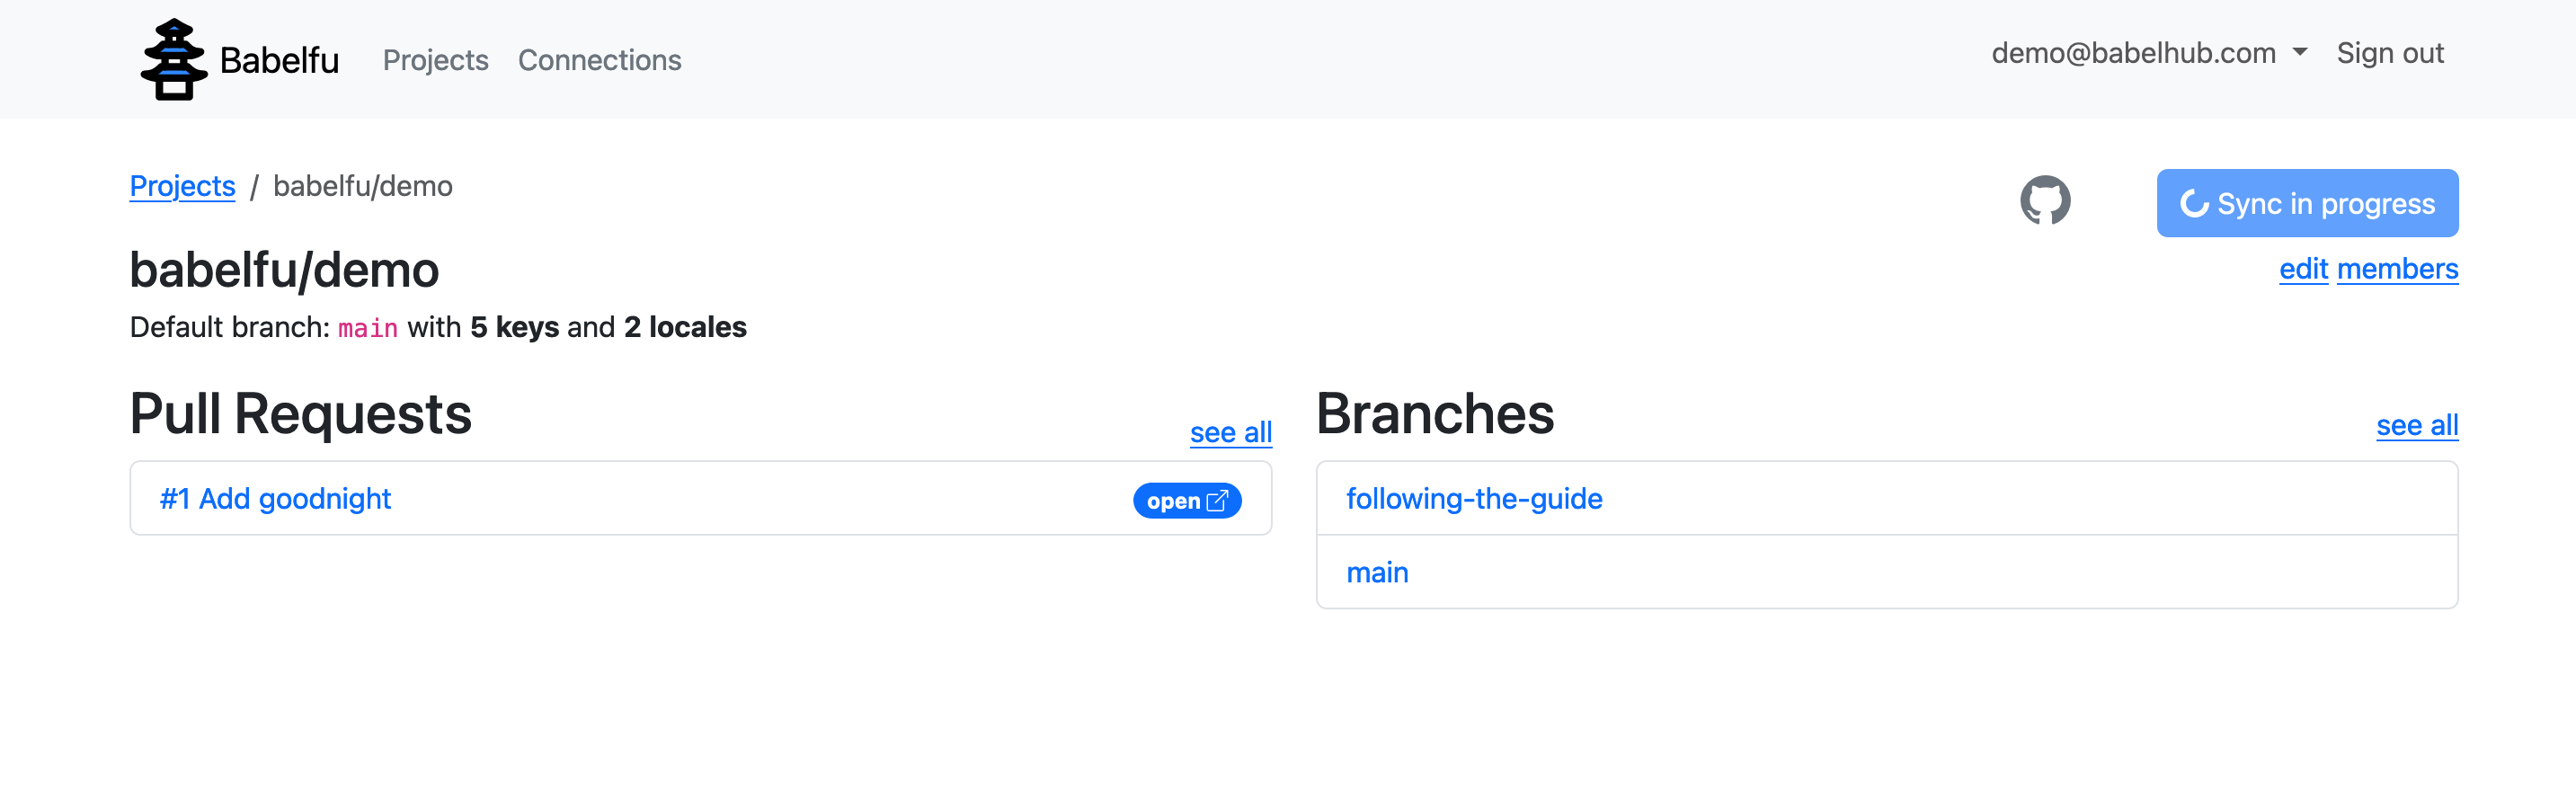 Babelfu Projects Connections demo@babelhub.com Sign out
Projects / babelfu/demo
Sync in progress
babelfu/demo
edit members
Default branch: main with 5 keys and 2 locales
Pull Requests
see all
#1 Add goodnight open
Branches
see all
following-the-guide
main